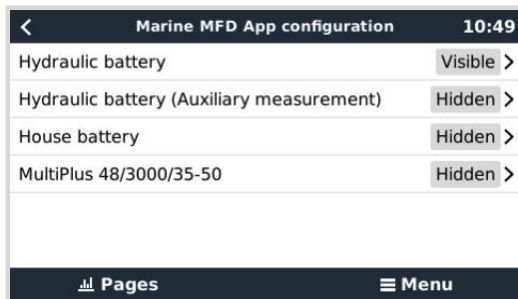 Marine MFD App configuration 10:49
Hydraulic battery Visible
Hydraulic battery (Auxiliary measurement) Hidden
House battery Hidden
MultiPlus 48/3000/35-50 Hidden
Pages Menu